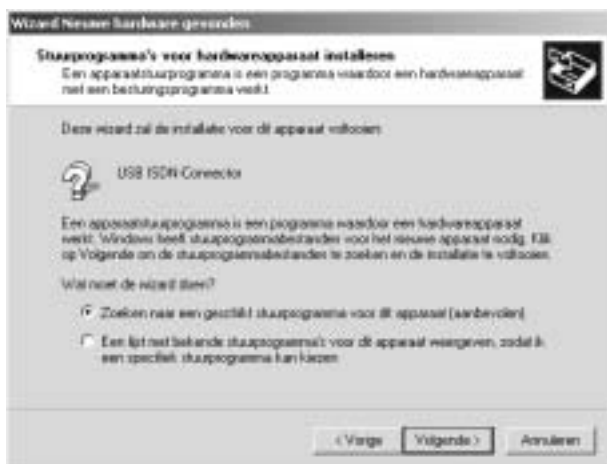 Wizard Nieuwe hardware gevonden
Stuurprogramma's voor hardwareapparaat installeren
Een apparaatstuurprogramma is een programma waardoor een hardwareapparaat
met een besturingsprogramma werkt.
Deze wizard zal de installatie voor dit apparaat voltooien:
USB ISDN-Connector
Een apparaatstuurprogramma is een programma waardoor een hardwareapparaat
werkt. Windows heeft stuurprogrammabestanden voor het nieuwe apparaat nodig. Klik
op Volgende om de stuurprogrammabestanden te zoeken en de installatie te voltooien.
Wat moet de wizard doen?
Zoeken naar een geschikt stuurprogramma voor dit apparaat (aanbevolen)
Een lijst met bekende stuurprogramma's voor dit apparaat weergeven, zodat ik
een specifiek stuurprogramma kan kiezen
< Vorige Volgende > Annuleren